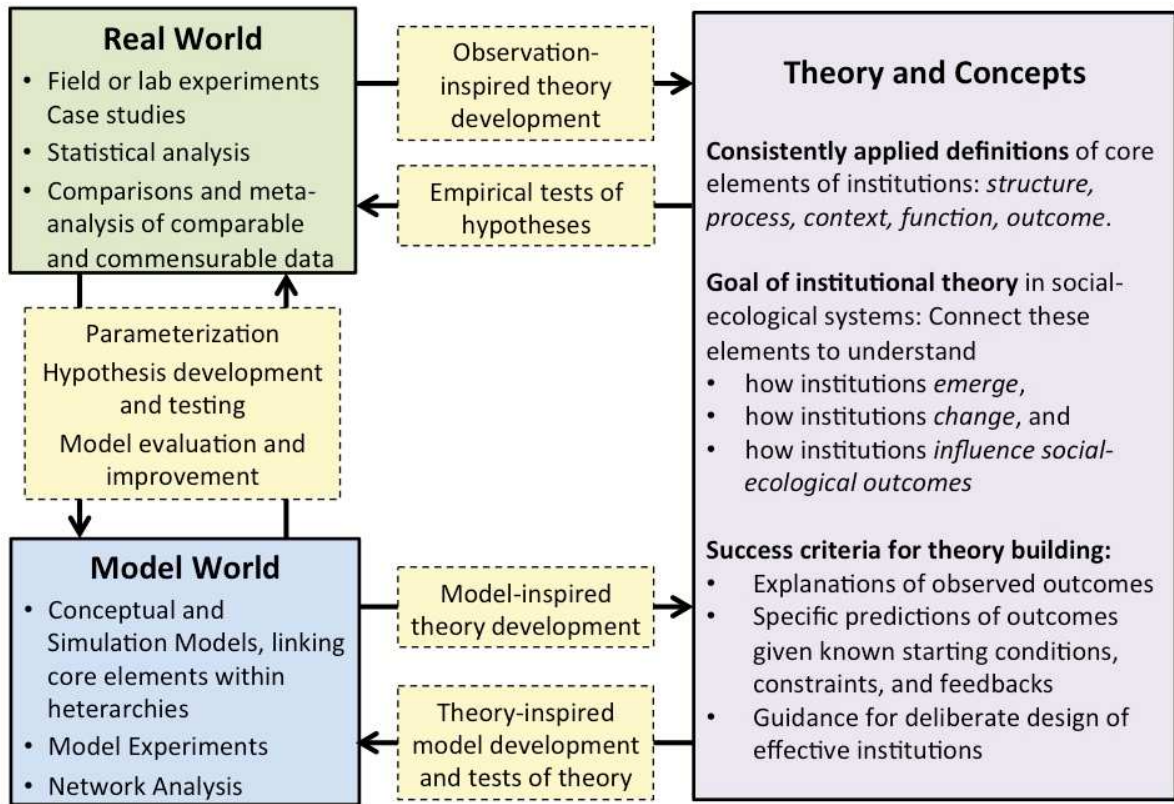 Real World
• Field or lab experiments
Case studies
• Statistical analysis
• Comparisons and meta-
analysis of comparable
and commensurable data
Observation-
inspired theory
development
Empirical tests of
hypotheses
Parameterization
Hypothesis development
and testing
Model evaluation and
improvement
Model World
• Conceptual and
Simulation Models, linking
core elements within
heterarchies
• Model Experiments
• Network Analysis
Model-inspired
theory development
Theory-inspired
model development
and tests of theory
Theory and Concepts
Consistently applied definitions of core
elements of institutions: structure,
process, context, function, outcome.
Goal of institutional theory in social-
ecological systems: Connect these
elements to understand
• how institutions emerge,
• how institutions change, and
• how institutions influence social-
ecological outcomes
Success criteria for theory building:
• Explanations of observed outcomes
• Specific predictions of outcomes
given known starting conditions,
constraints, and feedbacks
• Guidance for deliberate design of
effective institutions